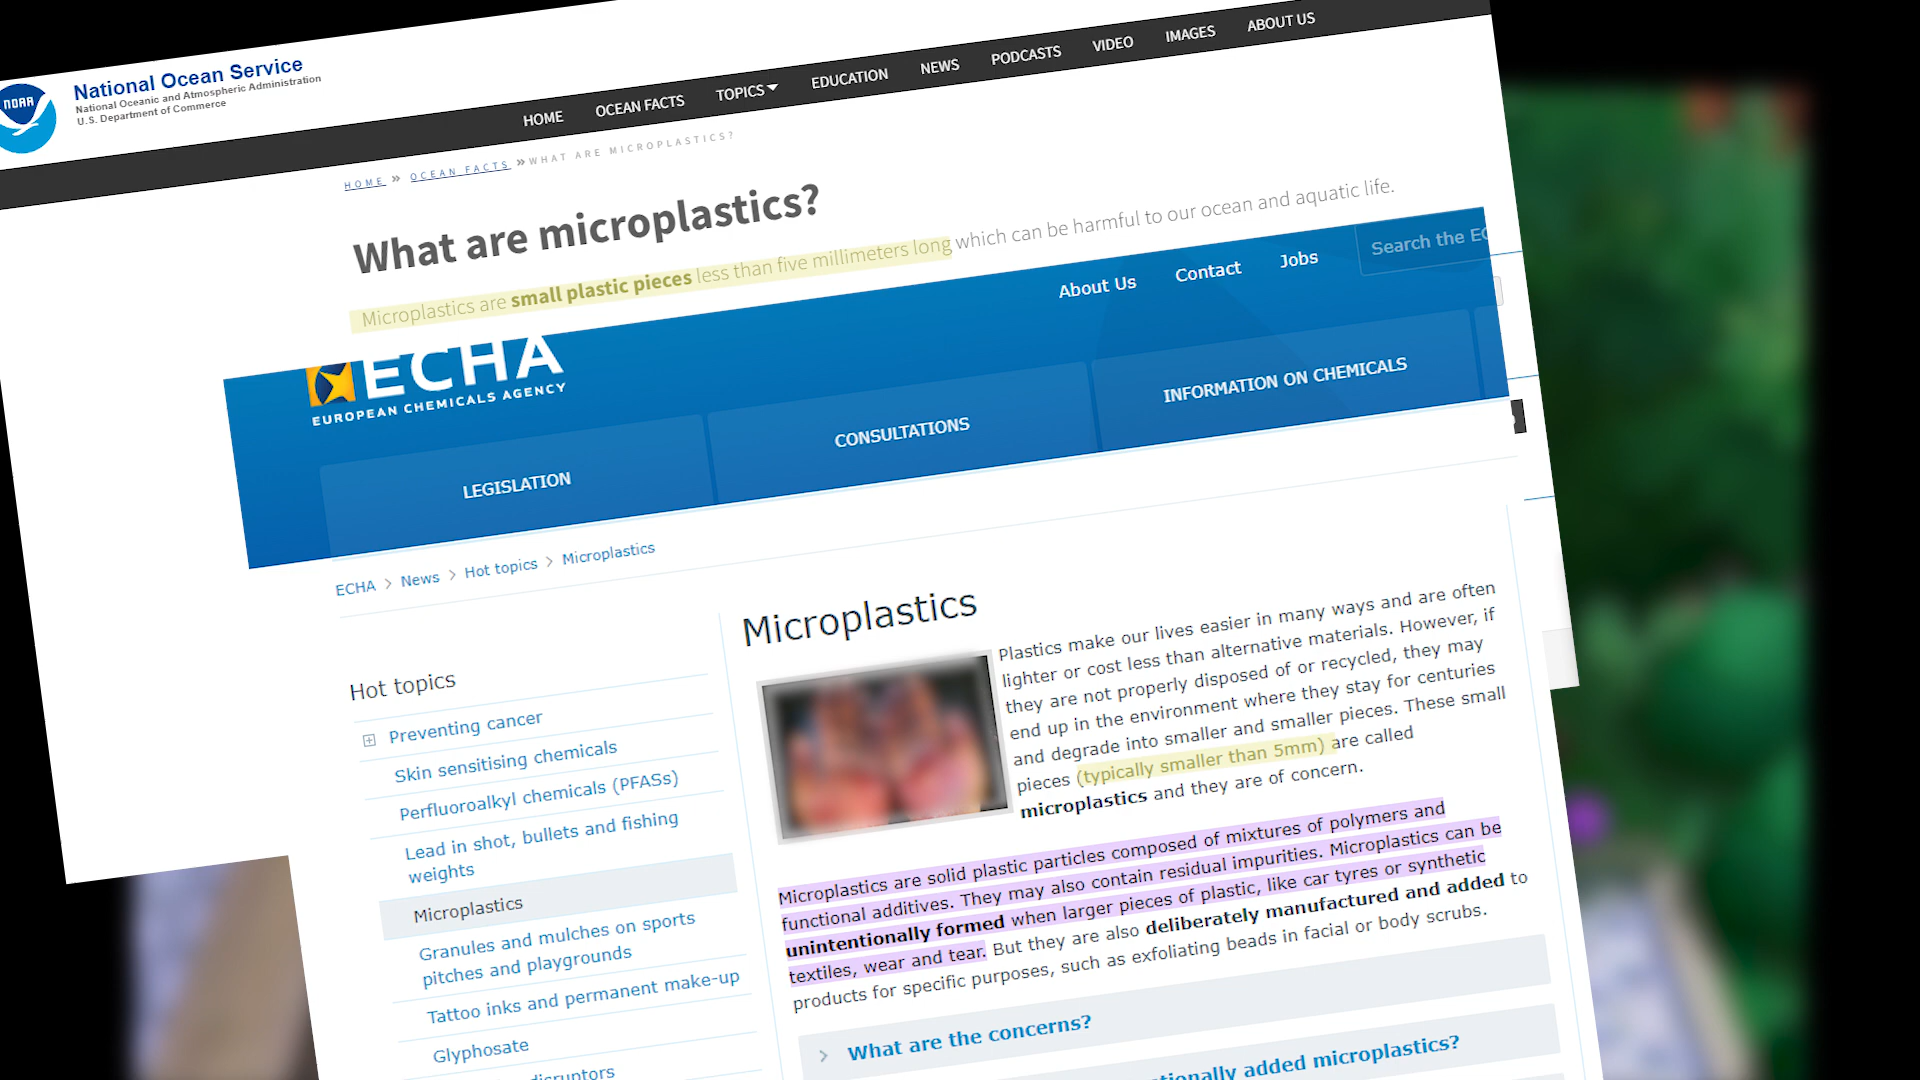 NOAA
National Ocean Service
National Oceanic and Atmospheric Administration
U.S. Department of Commerce
HOME
OCEAN FACTS
TOPICS
EDUCATION
NEWS
PODCASTS
VIDEO
IMAGES
ABOUT US
HOME » OCEAN FACTS » WHAT ARE MICROPLASTICS?
What are microplastics?
Microplastics are small plastic pieces less than five millimeters long which can be harmful to our ocean and aquatic life.
About Us
Contact
Jobs
Search the EC
ECHA
EUROPEAN CHEMICALS AGENCY
LEGISLATION
CONSULTATIONS
INFORMATION ON CHEMICALS
ECHA > News > Hot topics > Microplastics
Hot topics
Preventing cancer
Skin sensitising chemicals
Perfluoroalkyl chemicals (PFASs)
Lead in shot, bullets and fishing
weights
Microplastics
Granules and mulches on sports
pitches and playgrounds
Tattoo inks and permanent make-up
Glyphosate
disruptors
Microplastics
Plastics make our lives easier in many ways and are often
lighter or cost less than alternative materials. However, if
they are not properly disposed of or recycled, they may
end up in the environment where they stay for centuries
and degrade into smaller and smaller pieces. These small
pieces (typically smaller than 5mm) are called
microplastics and they are of concern.
Microplastics are solid plastic particles composed of mixtures of polymers and
functional additives. They may also contain residual impurities. Microplastics can be
unintentionally formed when larger pieces of plastic, like car tyres or synthetic
textiles, wear and tear. But they are also deliberately manufactured and added to
products for specific purposes, such as exfoliating beads in facial or body scrubs.
What are the concerns?
tionally added microplastics?